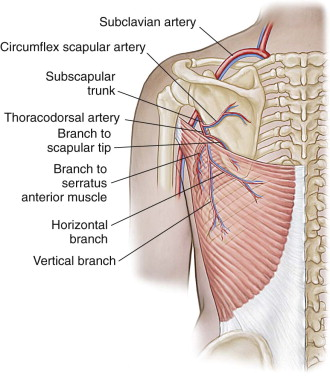 Subclavian artery
Circumflex scapular artery
Subscapular
trunk
Thoracodorsal artery
Branch to
scapular tip
Branch to
serratus
anterior muscle
Horizontal
branch
Vertical branch